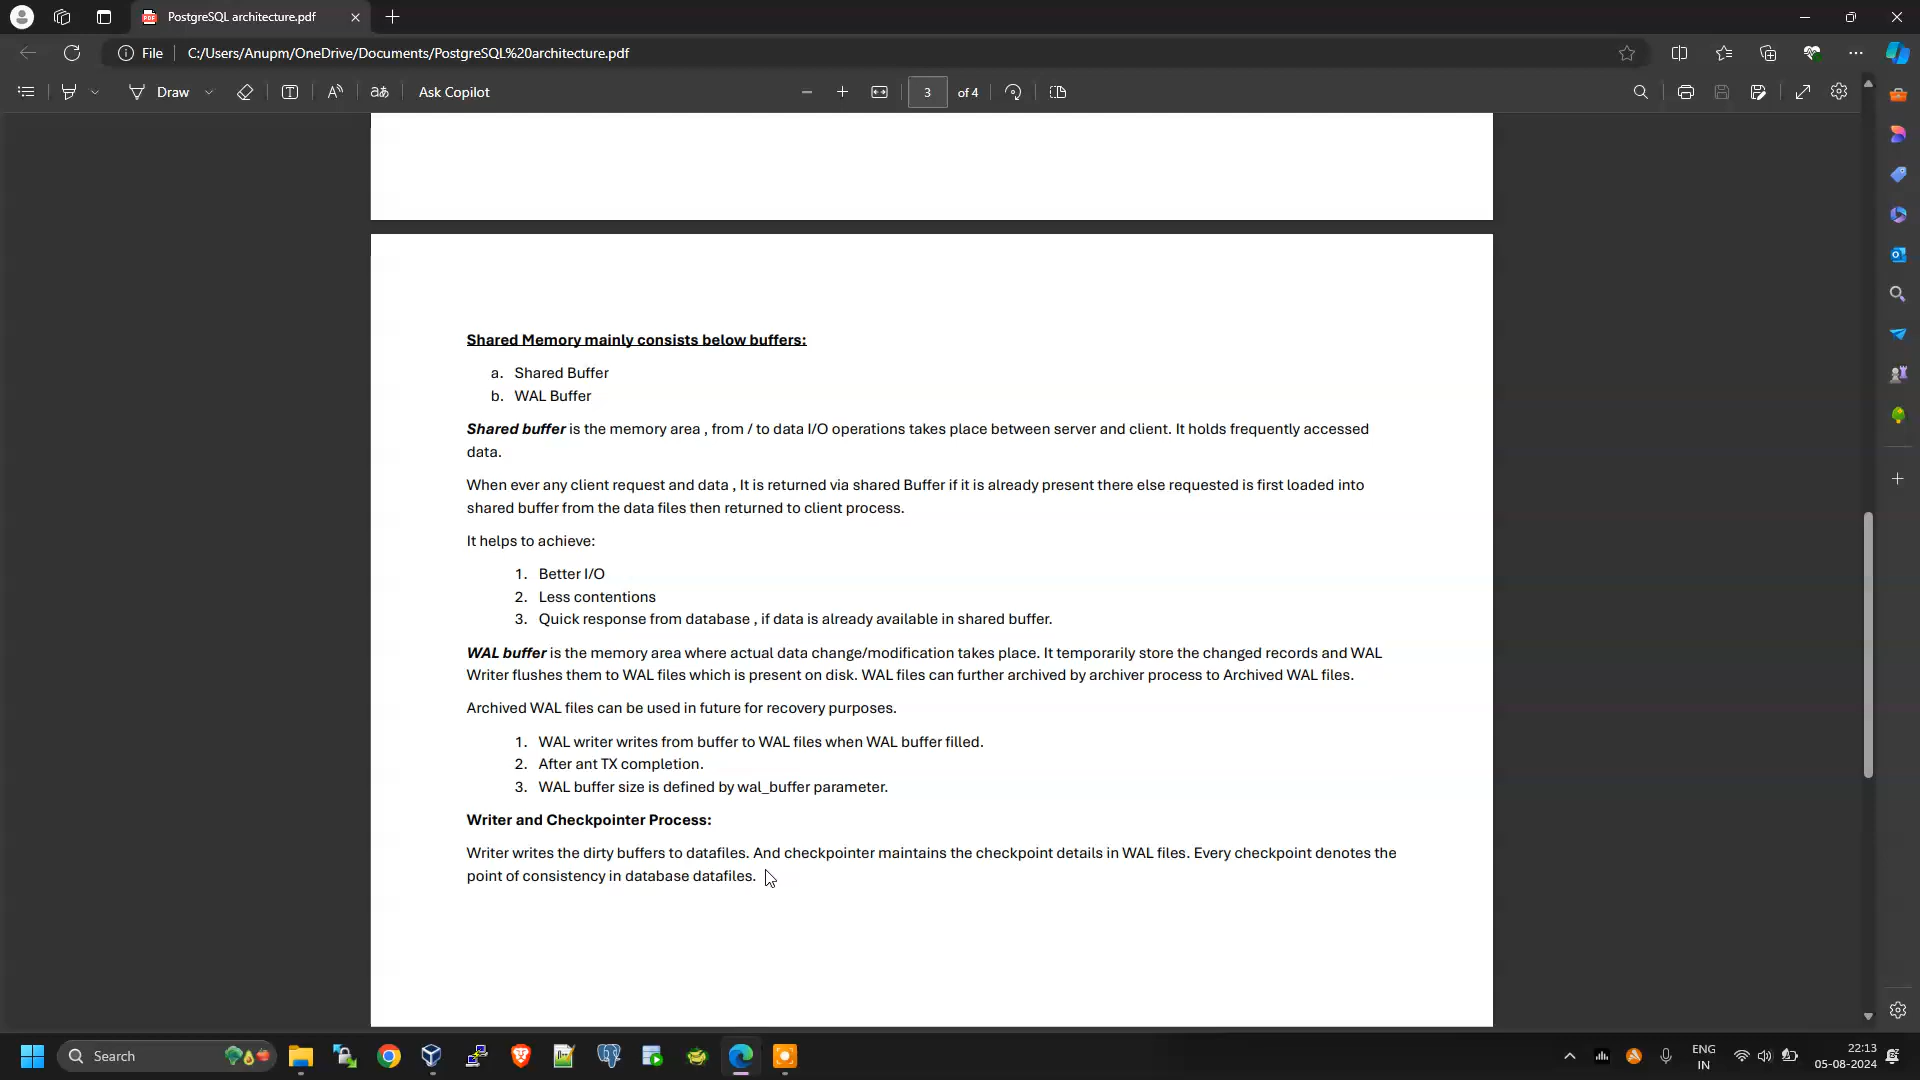 PostgreSQL architecture.pdf
File
C:/Users/Anupm/OneDrive/Documents/PostgreSQL%20architecture.pdf
Draw
Ask Copilot
3 of 4
Shared Memory mainly consists below buffers:
a. Shared Buffer
b. WAL Buffer
Shared buffer is the memory area , from / to data I/O operations takes place between server and client. It holds frequently accessed
data.
When ever any client request and data , It is returned via shared Buffer if it is already present there else requested is first loaded into
shared buffer from the data files then returned to client process.
It helps to achieve:
1. Better I/O
2. Less contentions
3. Quick response from database , if data is already available in shared buffer.
WAL buffer is the memory area where actual data change/modification takes place. It temporarily store the changed records and WAL
Writer flushes them to WAL files which is present on disk. WAL files can further archived by archiver process to Archived WAL files.
Archived WAL files can be used in future for recovery purposes.
1. WAL writer writes from buffer to WAL files when WAL buffer filled.
2. After ant TX completion.
3. WAL buffer size is defined by wal_buffer parameter.
Writer and Checkpointer Process:
Writer writes the dirty buffers to datafiles. And checkpointer maintains the checkpoint details in WAL files. Every checkpoint denotes the
point of consistency in database datafiles.
Search
ENG
IN
22:13
05-08-2024